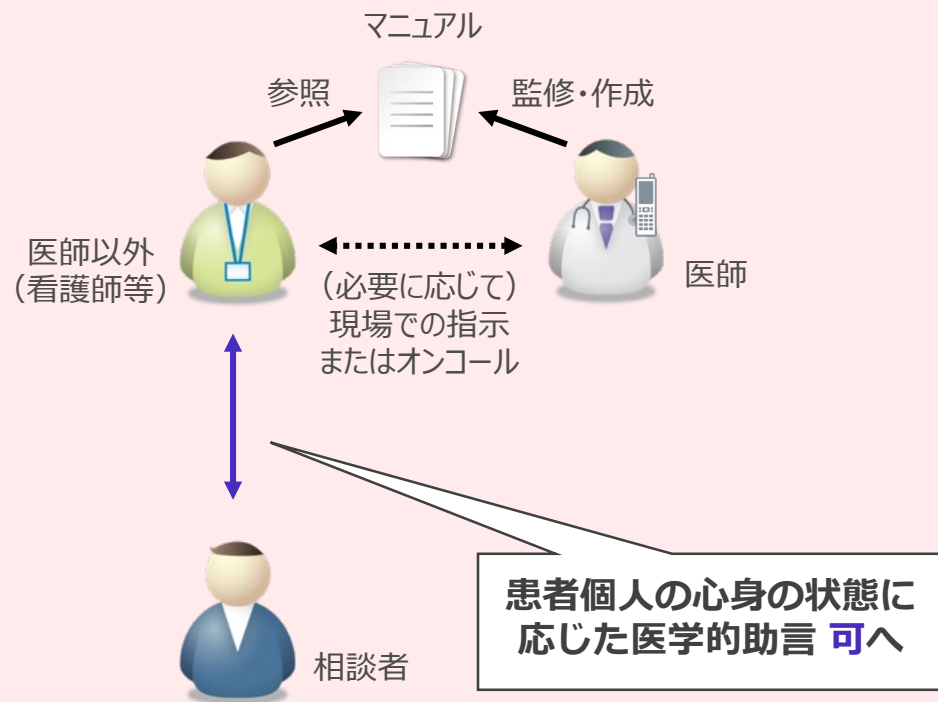 マニュアル
参照
監修・作成
医師以外
（看護師等）
（必要に応じて）
現場での指示
またはオンコール
医師
相談者
患者個人の心身の状態に
応じた医学的助言 可へ